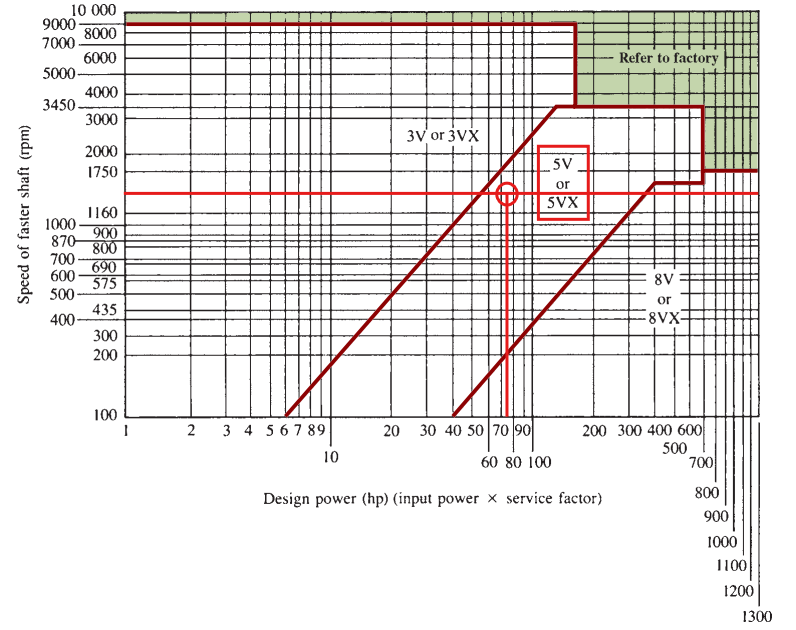 10 000
9000
8000
7000
6000
5000
4000
3450
3000
2000
1750
1160
1000
900
870
800
700
690
600
575
500
435
400
300
200
100
Speed of faster shaft (rpm)
Refer to factory
3V or 3VX
5V
or
5VX
8V
or
8VX
1 2 3 4 5 6 7 8 9 20 30 40 50 70 90 200 300 400 600
10 60 80 100 500 700
800
900
1000
1100
1200
1300
Design power (hp) (input power × service factor)